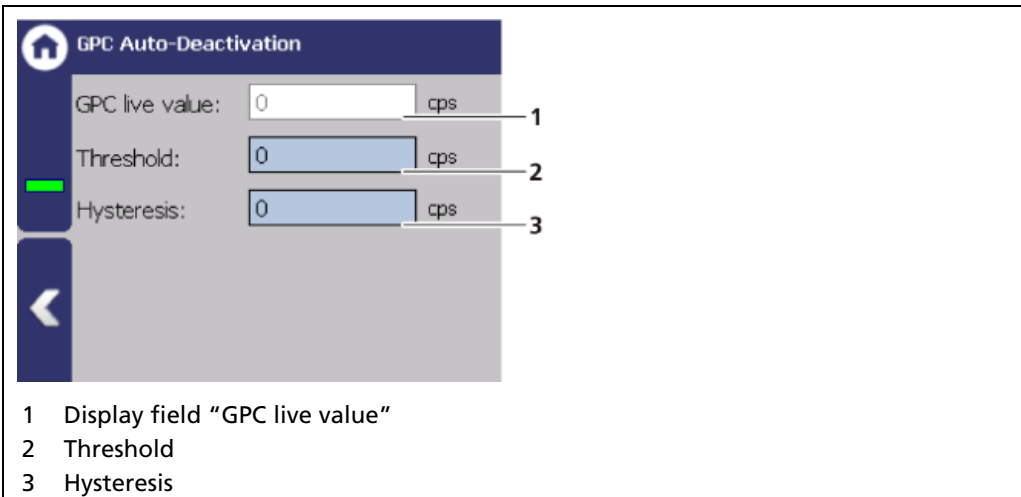 GPC Auto-Deactivation
GPC live value: 0 cps 1
Threshold: 0 cps 2
Hysteresis: 0 cps 3
1 Display field “GPC live value”
2 Threshold
3 Hysteresis